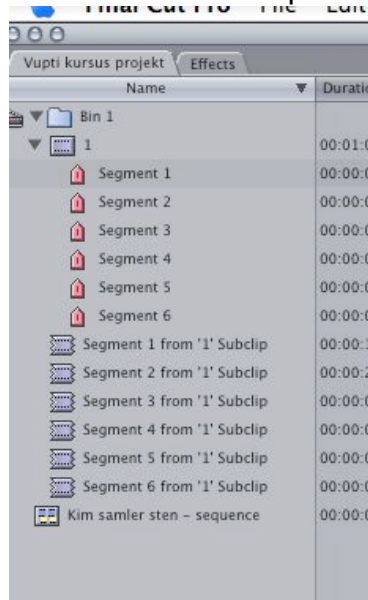 Final Cut Pro File Edit
Vupti kursus projekt Effects
Name Duratio
Bin 1
1 00:01:0
Segment 1 00:00:0
Segment 2 00:00:0
Segment 3 00:00:0
Segment 4 00:00:0
Segment 5 00:00:0
Segment 6 00:00:0
Segment 1 from '1' Subclip 00:00:
Segment 2 from '1' Subclip 00:00:2
Segment 3 from '1' Subclip 00:00:0
Segment 4 from '1' Subclip 00:00:0
Segment 5 from '1' Subclip 00:00:0
Segment 6 from '1' Subclip 00:00:0
Kim samler sten – sequence 00:00:0